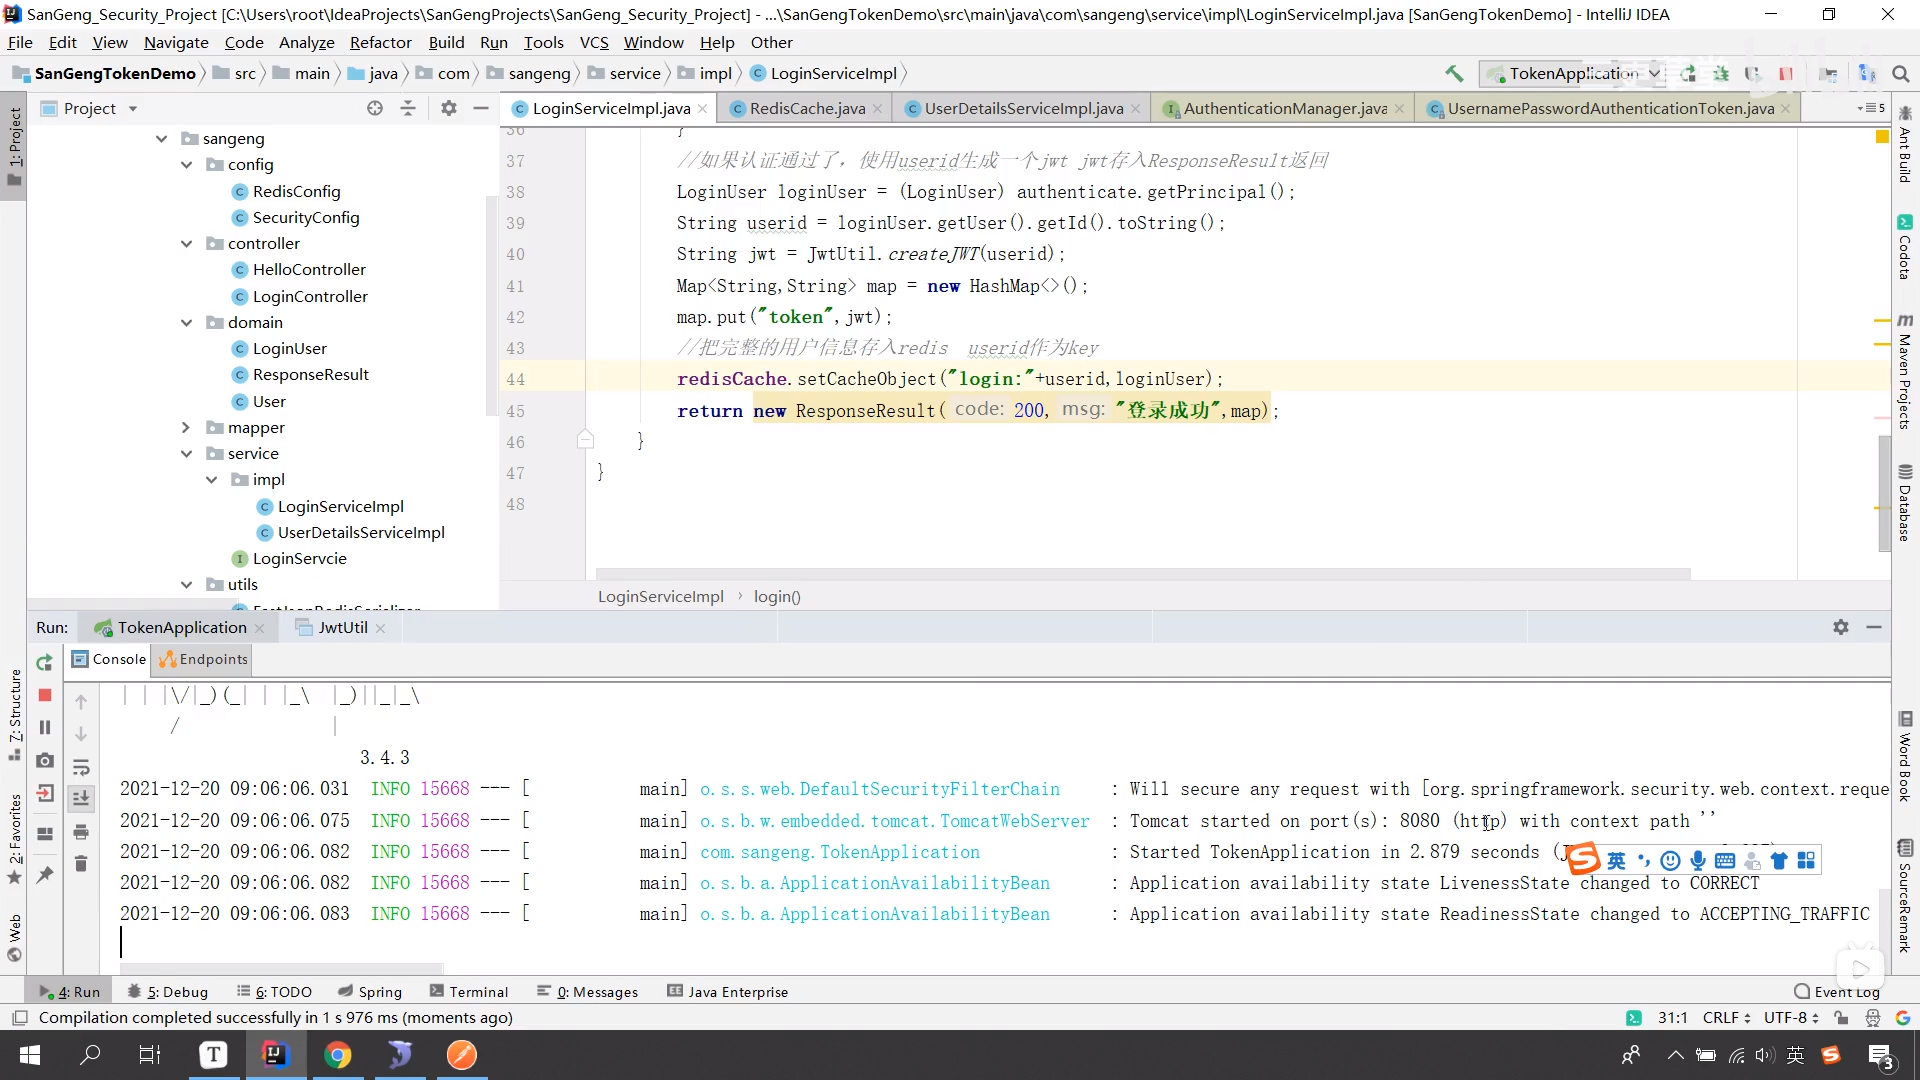 SanGeng_Security_Project [C:\Users\root\IdeaProjects\SanGengProjects\SanGeng_Security_Project] - ...\SanGengTokenDemo\src\main\java\com\sangeng\service\impl\LoginServiceImpl.java [SanGengTokenDemo] - IntelliJ IDEA
File Edit View Navigate Code Analyze Refactor Build Run Tools VCS Window Help Other
SanGengTokenDemo src main java com sangeng service impl LoginServiceImpl TokenApplication
Project LoginServiceImpl.java RedisCache.java UserDetailsServiceImpl.java AuthenticationManager.java UsernamePasswordAuthenticationToken.java 5
1: Project
sangeng
config
RedisConfig
SecurityConfig
controller
HelloController
LoginController
domain
LoginUser
ResponseResult
User
mapper
service
impl
LoginServiceImpl
UserDetailsServiceImpl
LoginServcie
utils
FastJsonRedisSerializer
36 }
37 //如果认证通过了，使用userid生成一个jwt jwt存入ResponseResult返回
38 LoginUser loginUser = (LoginUser) authenticate.getPrincipal();
39 String userid = loginUser.getUser().getId().toString();
40 String jwt = JwtUtil.createJWT(userid);
41 Map<String,String> map = new HashMap<>();
42 map.put("token",jwt);
43 //把完整的用户信息存入redis userid作为key
44 redisCache.setCacheObject("login:"+userid,loginUser);
45 return new ResponseResult( code: 200, msg: "登录成功",map);
46 }
47 }
48
LoginServiceImpl login()
Ant Build
Codota
Maven Projects
Database
Word Book
SourceRemark
Run: TokenApplication JwtUtil
Console Endpoints
7: Structure
2: Favorites
Web
| | |\/|_)(_| | |_\ |_)||_|_\
/ |
3.4.3
2021-12-20 09:06:06.031 INFO 15668 --- [ main] o.s.s.web.DefaultSecurityFilterChain : Will secure any request with [org.springframework.security.web.context.reque
2021-12-20 09:06:06.075 INFO 15668 --- [ main] o.s.b.w.embedded.tomcat.TomcatWebServer : Tomcat started on port(s): 8080 (http) with context path ''
2021-12-20 09:06:06.082 INFO 15668 --- [ main] com.sangeng.TokenApplication : Started TokenApplication in 2.879 seconds
2021-12-20 09:06:06.082 INFO 15668 --- [ main] o.s.b.a.ApplicationAvailabilityBean : Application availability state LivenessState changed to CORRECT
2021-12-20 09:06:06.083 INFO 15668 --- [ main] o.s.b.a.ApplicationAvailabilityBean : Application availability state ReadinessState changed to ACCEPTING_TRAFFIC
英
4: Run 5: Debug 6: TODO Spring Terminal 0: Messages Java Enterprise Event Log
Compilation completed successfully in 1 s 976 ms (moments ago) 31:1 CRLF UTF-8
英 3